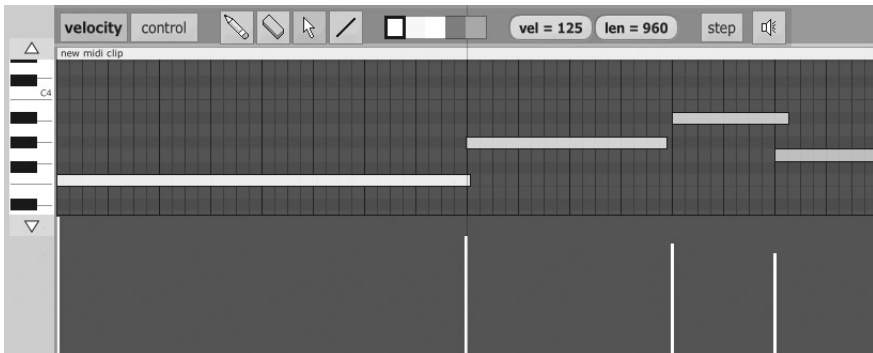 velocity control vel = 125 len = 960 step
new midi clip
C4